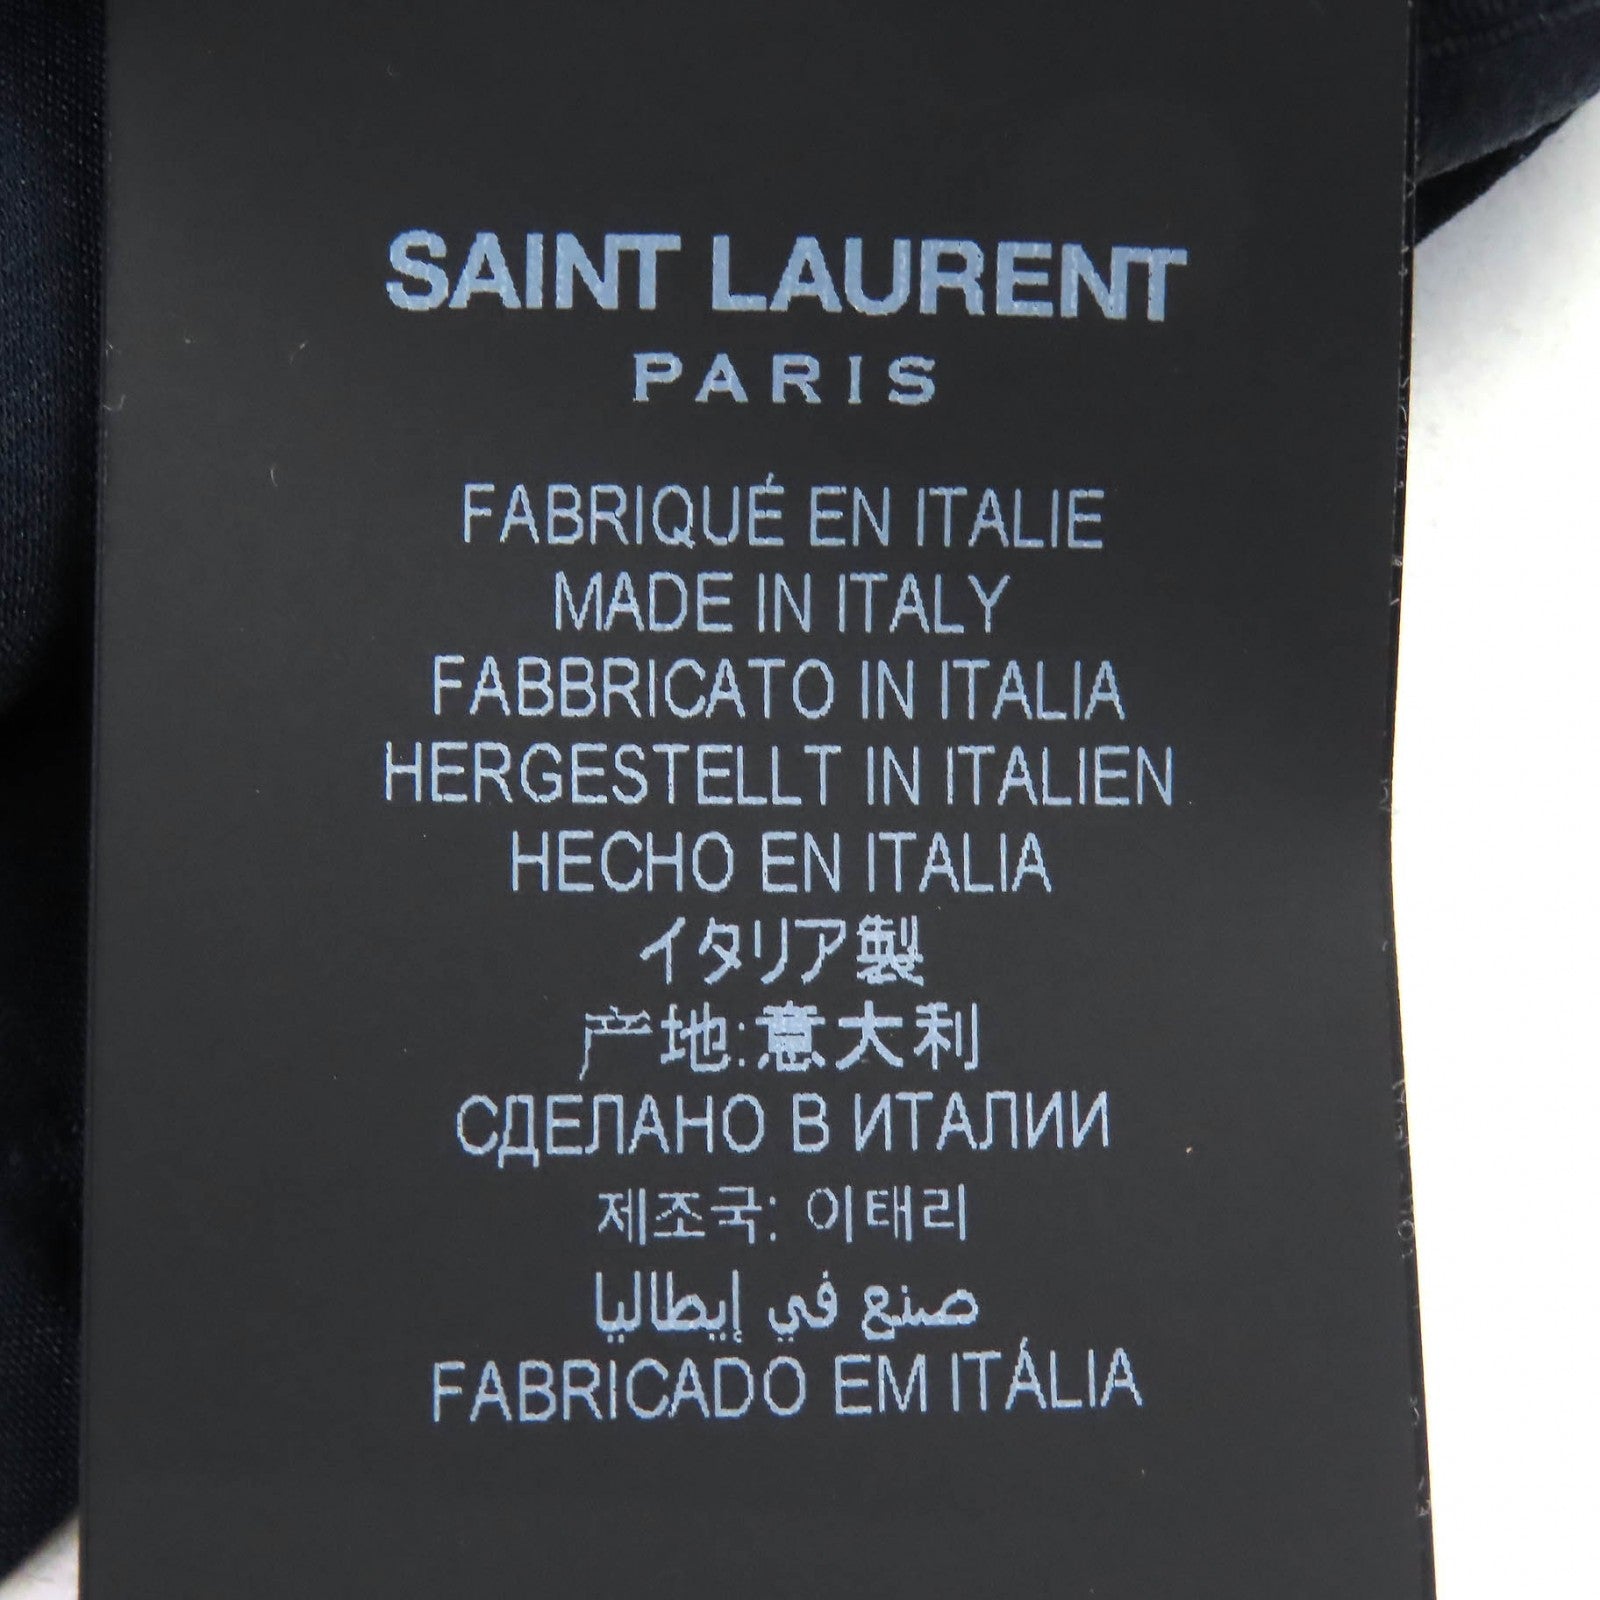 SAINT LAURENT
PARIS
FABRIQUÉ EN ITALIE
MADE IN ITALY
FABBRICATO IN ITALIA
HERGESTELLT IN ITALIEN
HECHO EN ITALIA
イタリア製
产地:意大利
СДЕЛАНО В ИТАЛИИ
제조국: 이태리
صنع في إيطاليا
FABRICADO EM ITÁLIA